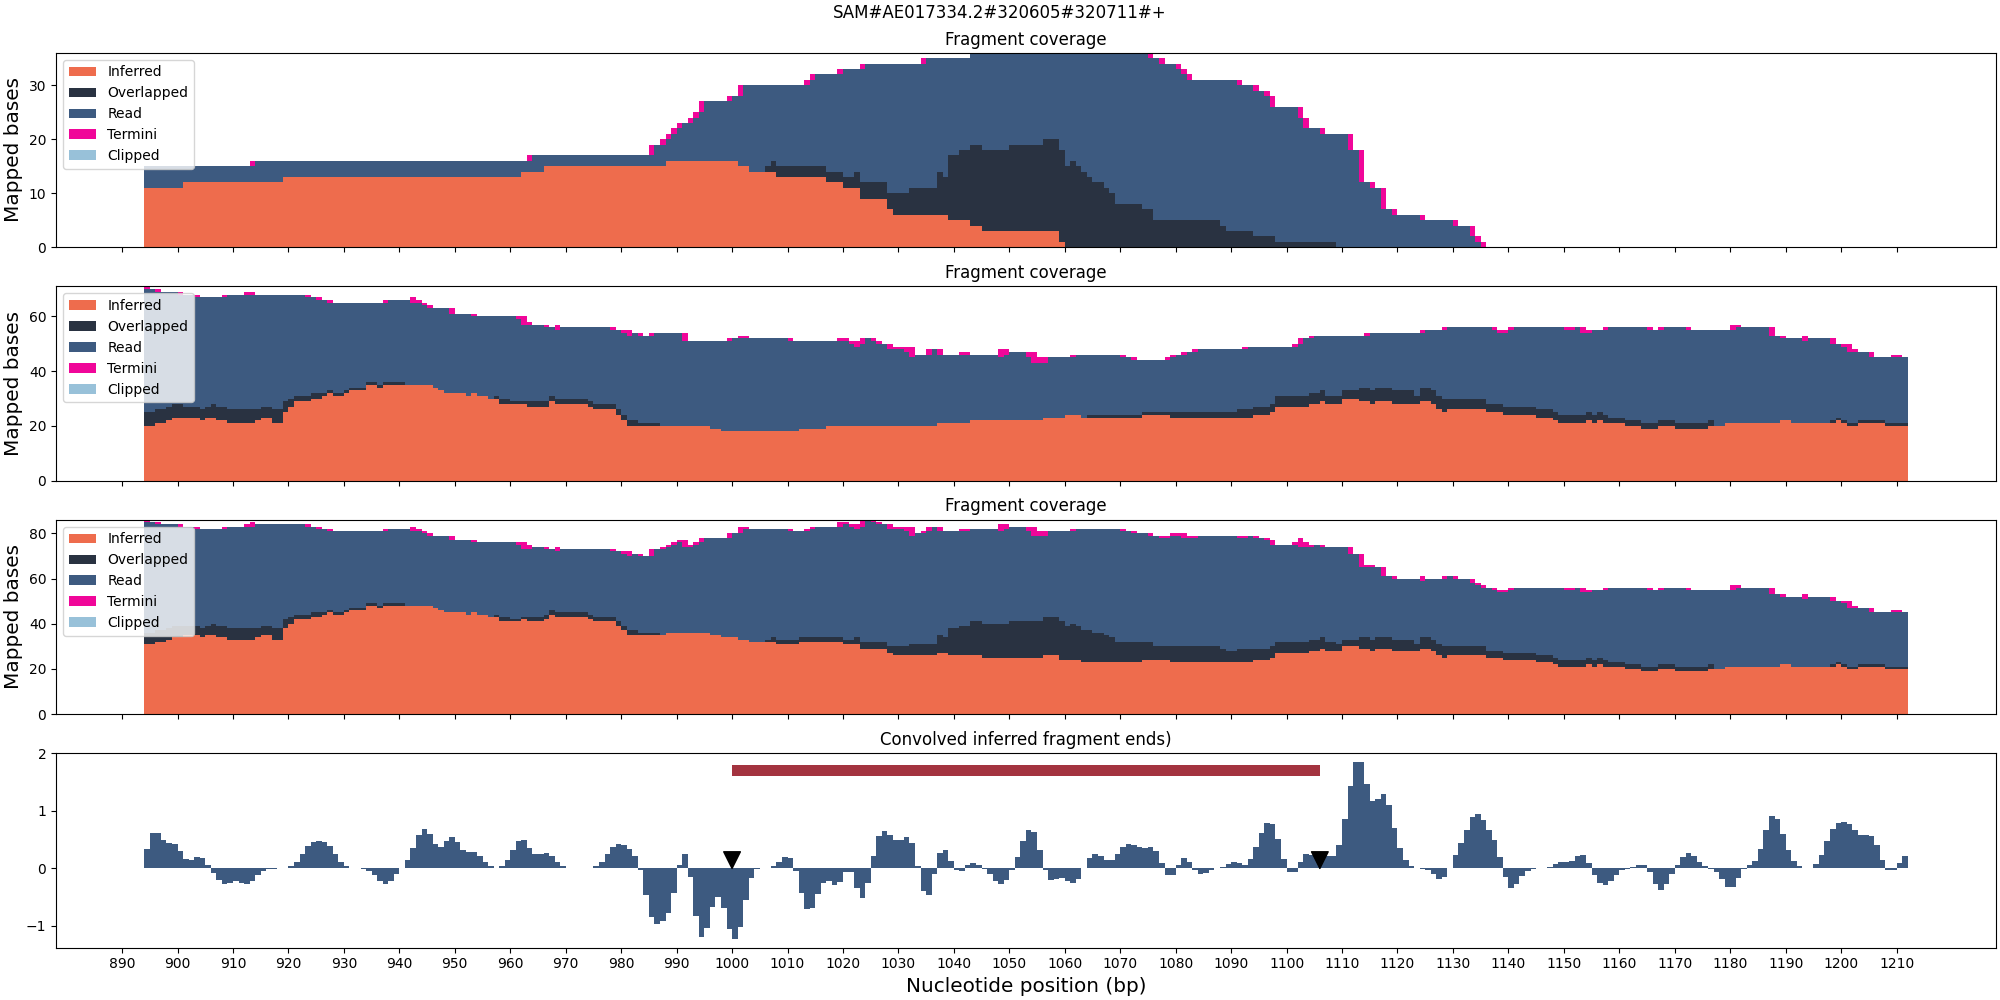 SAM#AE017334.2#320605#320711#+
Fragment coverage
Mapped bases
30
20
10
0
Inferred
Overlapped
Read
Termini
Clipped
Fragment coverage
Mapped bases
60
40
20
0
Inferred
Overlapped
Read
Termini
Clipped
Fragment coverage
Mapped bases
80
60
40
20
0
Inferred
Overlapped
Read
Termini
Clipped
Convolved inferred fragment ends)
2
1
0
−1
890 900 910 920 930 940 950 960 970 980 990 1000 1010 1020 1030 1040 1050 1060 1070 1080 1090 1100 1110 1120 1130 1140 1150 1160 1170 1180 1190 1200 1210
Nucleotide position (bp)